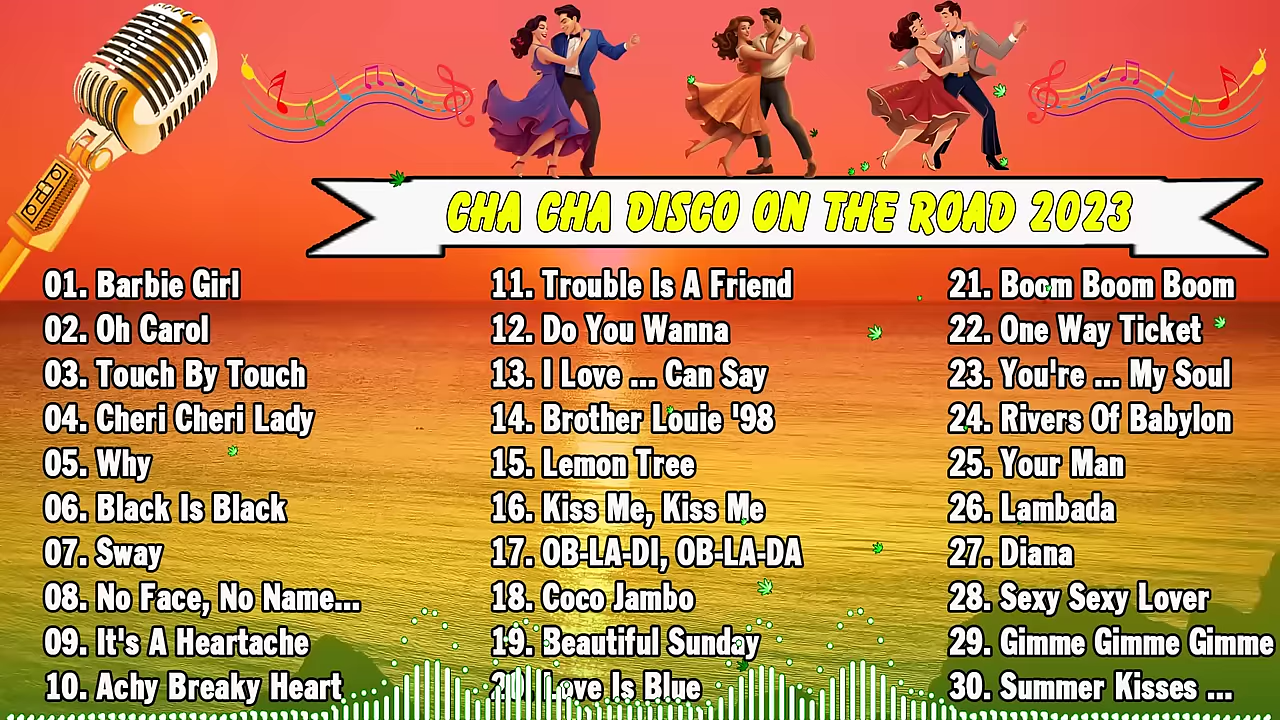 CHA CHA DISCO ON THE ROAD 2023
01. Barbie Girl
02. Oh Carol
03. Touch By Touch
04. Cheri Cheri Lady
05. Why
06. Black Is Black
07. Sway
08. No Face, No Name...
09. It's A Heartache
10. Achy Breaky Heart
11. Trouble Is A Friend
12. Do You Wanna
13. I Love ... Can Say
14. Brother Louie '98
15. Lemon Tree
16. Kiss Me, Kiss Me
17. OB-LA-DI, OB-LA-DA
18. Coco Jambo
19. Beautiful Sunday
20. Love Is Blue
21. Boom Boom Boom
22. One Way Ticket
23. You're ... My Soul
24. Rivers Of Babylon
25. Your Man
26. Lambada
27. Diana
28. Sexy Sexy Lover
29. Gimme Gimme Gimme
30. Summer Kisses ...